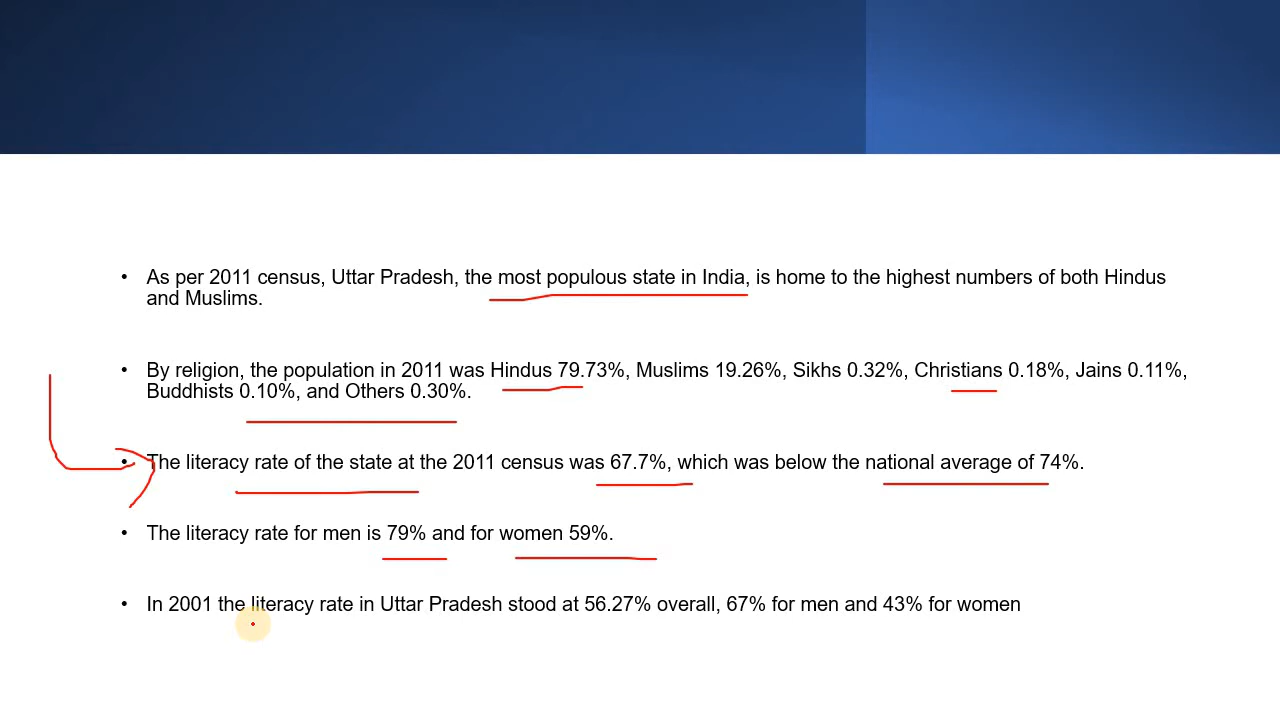 • As per 2011 census, Uttar Pradesh, the most populous state in India, is home to the highest numbers of both Hindus
and Muslims.
• By religion, the population in 2011 was Hindus 79.73%, Muslims 19.26%, Sikhs 0.32%, Christians 0.18%, Jains 0.11%,
Buddhists 0.10%, and Others 0.30%.
• The literacy rate of the state at the 2011 census was 67.7%, which was below the national average of 74%.
• The literacy rate for men is 79% and for women 59%.
• In 2001 the literacy rate in Uttar Pradesh stood at 56.27% overall, 67% for men and 43% for women